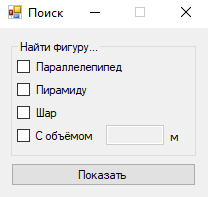 Поиск
Найти фигуру...
Параллелепипед
Пирамиду
Шар
С объёмом м
Показать